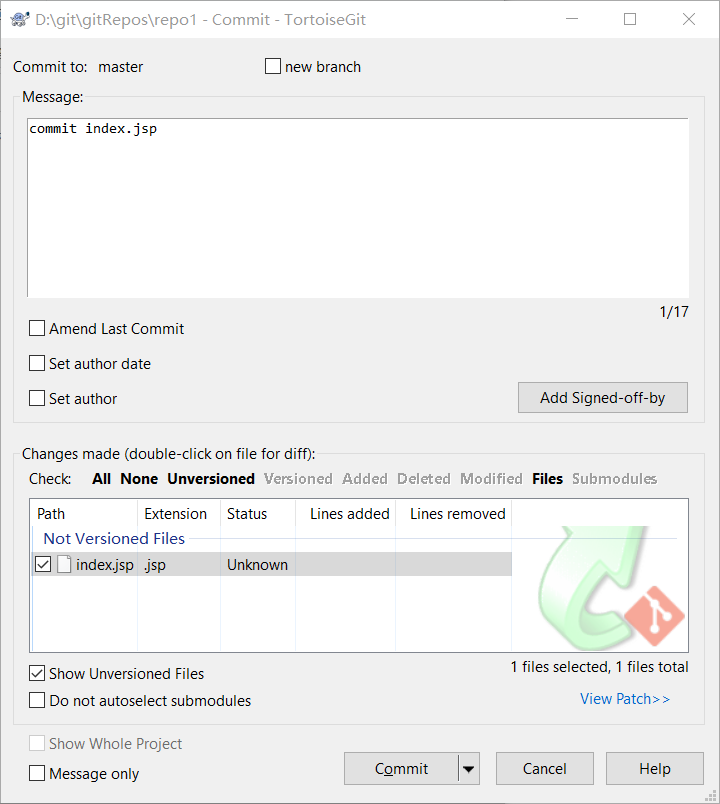 D:\git\gitRepos\repo1 - Commit - TortoiseGit
Commit to: master new branch
Message:
commit index.jsp
1/17
Amend Last Commit
Set author date
Set author Add Signed-off-by
Changes made (double-click on file for diff):
Check: All None Unversioned Versioned Added Deleted Modified Files Submodules
Path Extension Status Lines added Lines removed
Not Versioned Files
index.jsp .jsp Unknown
Show Unversioned Files 1 files selected, 1 files total
Do not autoselect submodules View Patch>>
Show Whole Project
Message only Commit Cancel Help